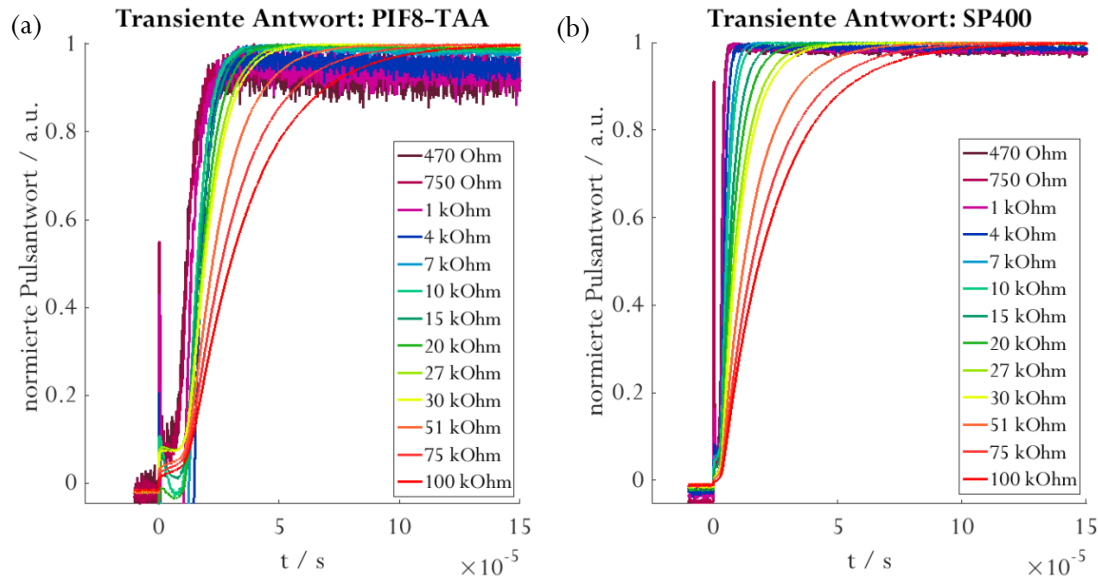 (a)
Transiente Antwort: PIF8-TAA
normierte Pulsantwort / a.u.
1
0.8
0.6
0.4
0.2
0
470 Ohm
750 Ohm
1 kOhm
4 kOhm
7 kOhm
10 kOhm
15 kOhm
20 kOhm
27 kOhm
30 kOhm
51 kOhm
75 kOhm
100 kOhm
0
5
10
15
t / s
×10⁻⁵
(b)
Transiente Antwort: SP400
normierte Pulsantwort / a.u.
1
0.8
0.6
0.4
0.2
0
470 Ohm
750 Ohm
1 kOhm
4 kOhm
7 kOhm
10 kOhm
15 kOhm
20 kOhm
27 kOhm
30 kOhm
51 kOhm
75 kOhm
100 kOhm
0
5
10
15
t / s
×10⁻⁵